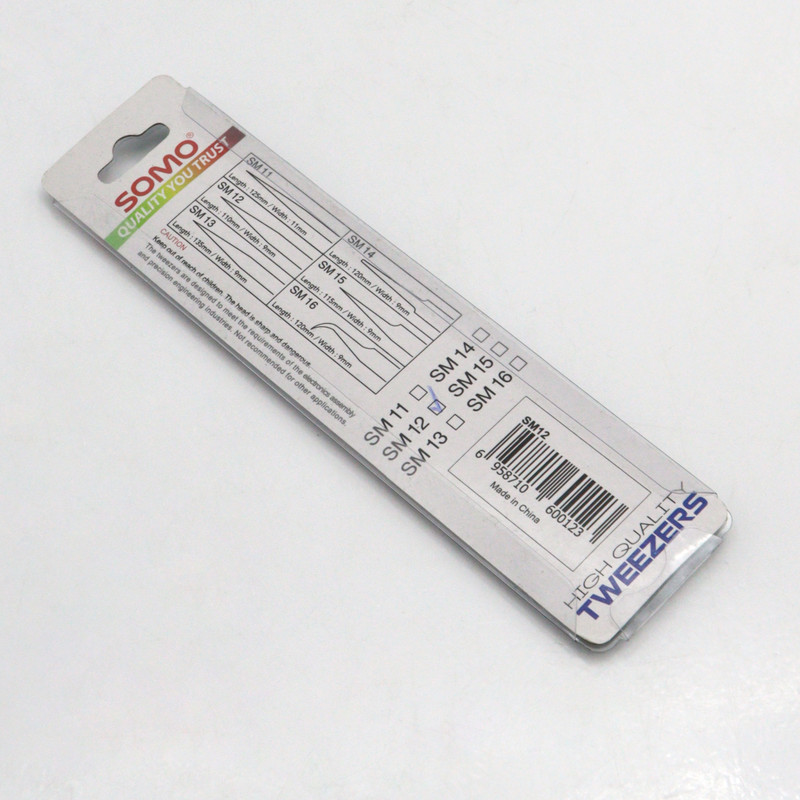 SOMO®
QUALITY YOU TRUST
SM 11
Length : 125mm / Width : 11mm
SM 12
Length : 110mm / Width : 9mm
SM 13
Length : 135mm / Width : 9mm
SM 14
Length : 120mm / Width : 9mm
SM 15
Length : 115mm / Width : 9mm
SM 16
Length : 120mm / Width : 9mm
CAUTION
Keep out of reach of children. The head is sharp and dangerous.
The tweezers are designed to meet the requirements of the electronics assembly
and precision engineering industries. Not recommended for other applications.
SM 11
SM 12
SM 13
SM 14
SM 15
SM 16
SM12
6 958710 600123
Made in China
HIGH QUALITY
TWEEZERS